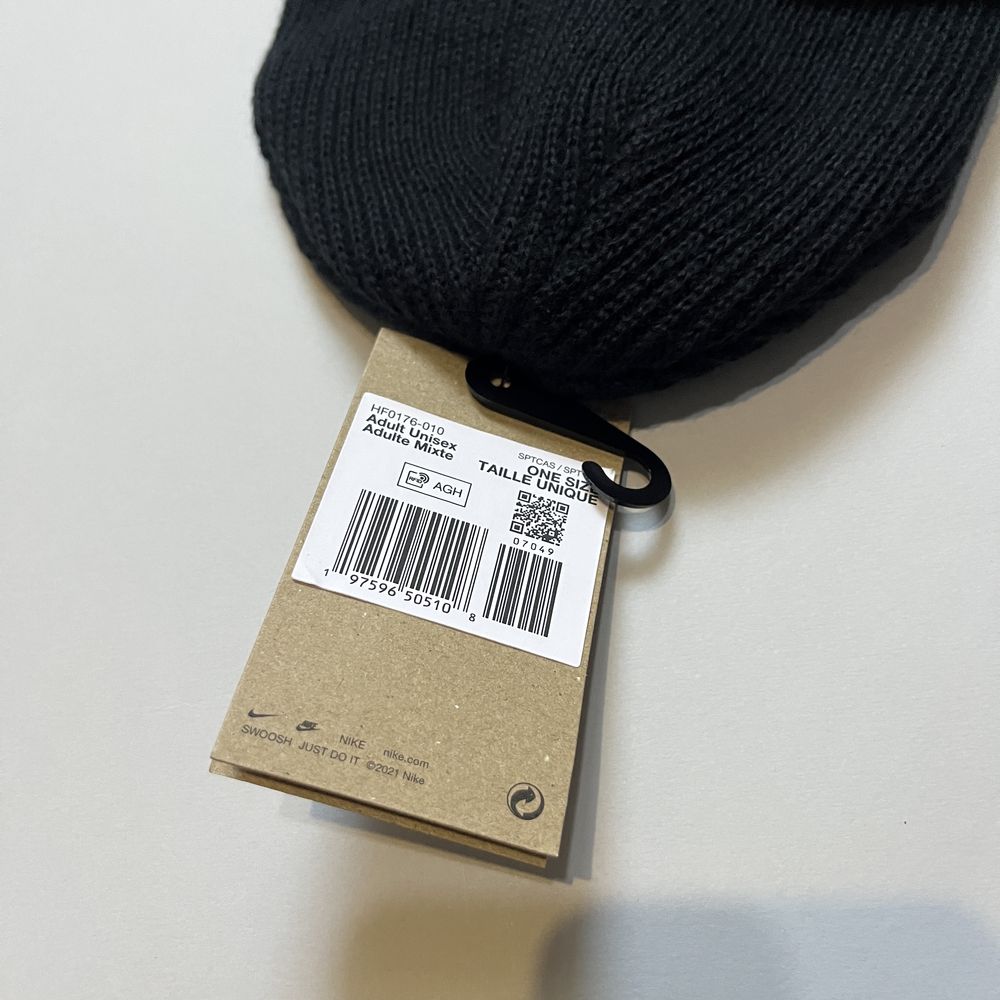 HF0176-010
Adult Unisex
Adulte Mixte
SPTCAS /
ONE SIZE
TAILLE UNIQUE
RFID AGH
07049
1 97596 50510 8
NIKE nike.com
SWOOSH JUST DO IT ©2021 Nike